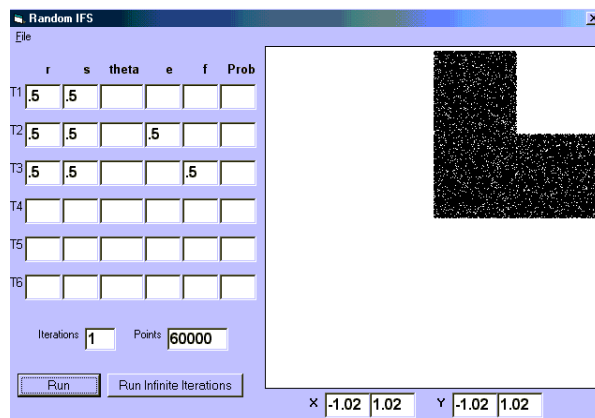 Random IFS
File
r s theta e f Prob
T1 .5 .5
T2 .5 .5 .5
T3 .5 .5 .5
T4
T5
T6
Iterations 1 Points 60000
Run Run Infinite Iterations
X -1.02 1.02 Y -1.02 1.02